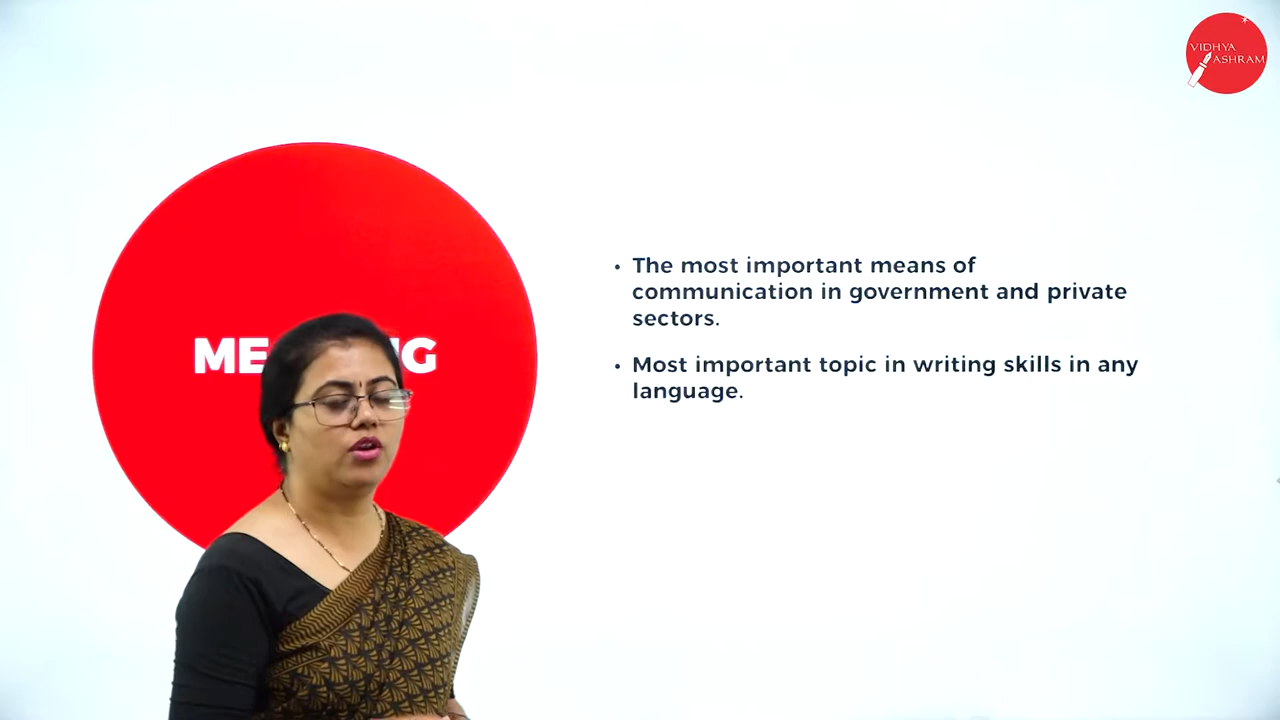 VIDHYA
ASHRAM
• The most important means of
communication in government and private
sectors.
• Most important topic in writing skills in any
language.